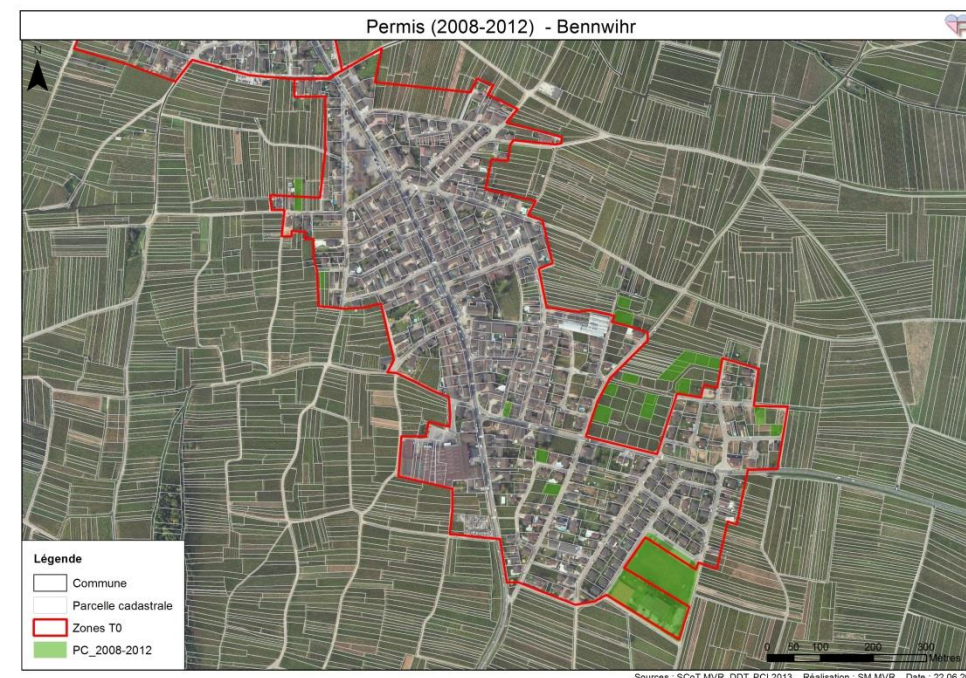 Permis (2008-2012) - Bennwihr
N
Légende
Commune
Parcelle cadastrale
Zones T0
PC_2008-2012
0 50 100 200 300
Mètres
Sources : SCoT MVR, DDT, PCI 2013 Réalisation : SM MVR Date : 22.06.20